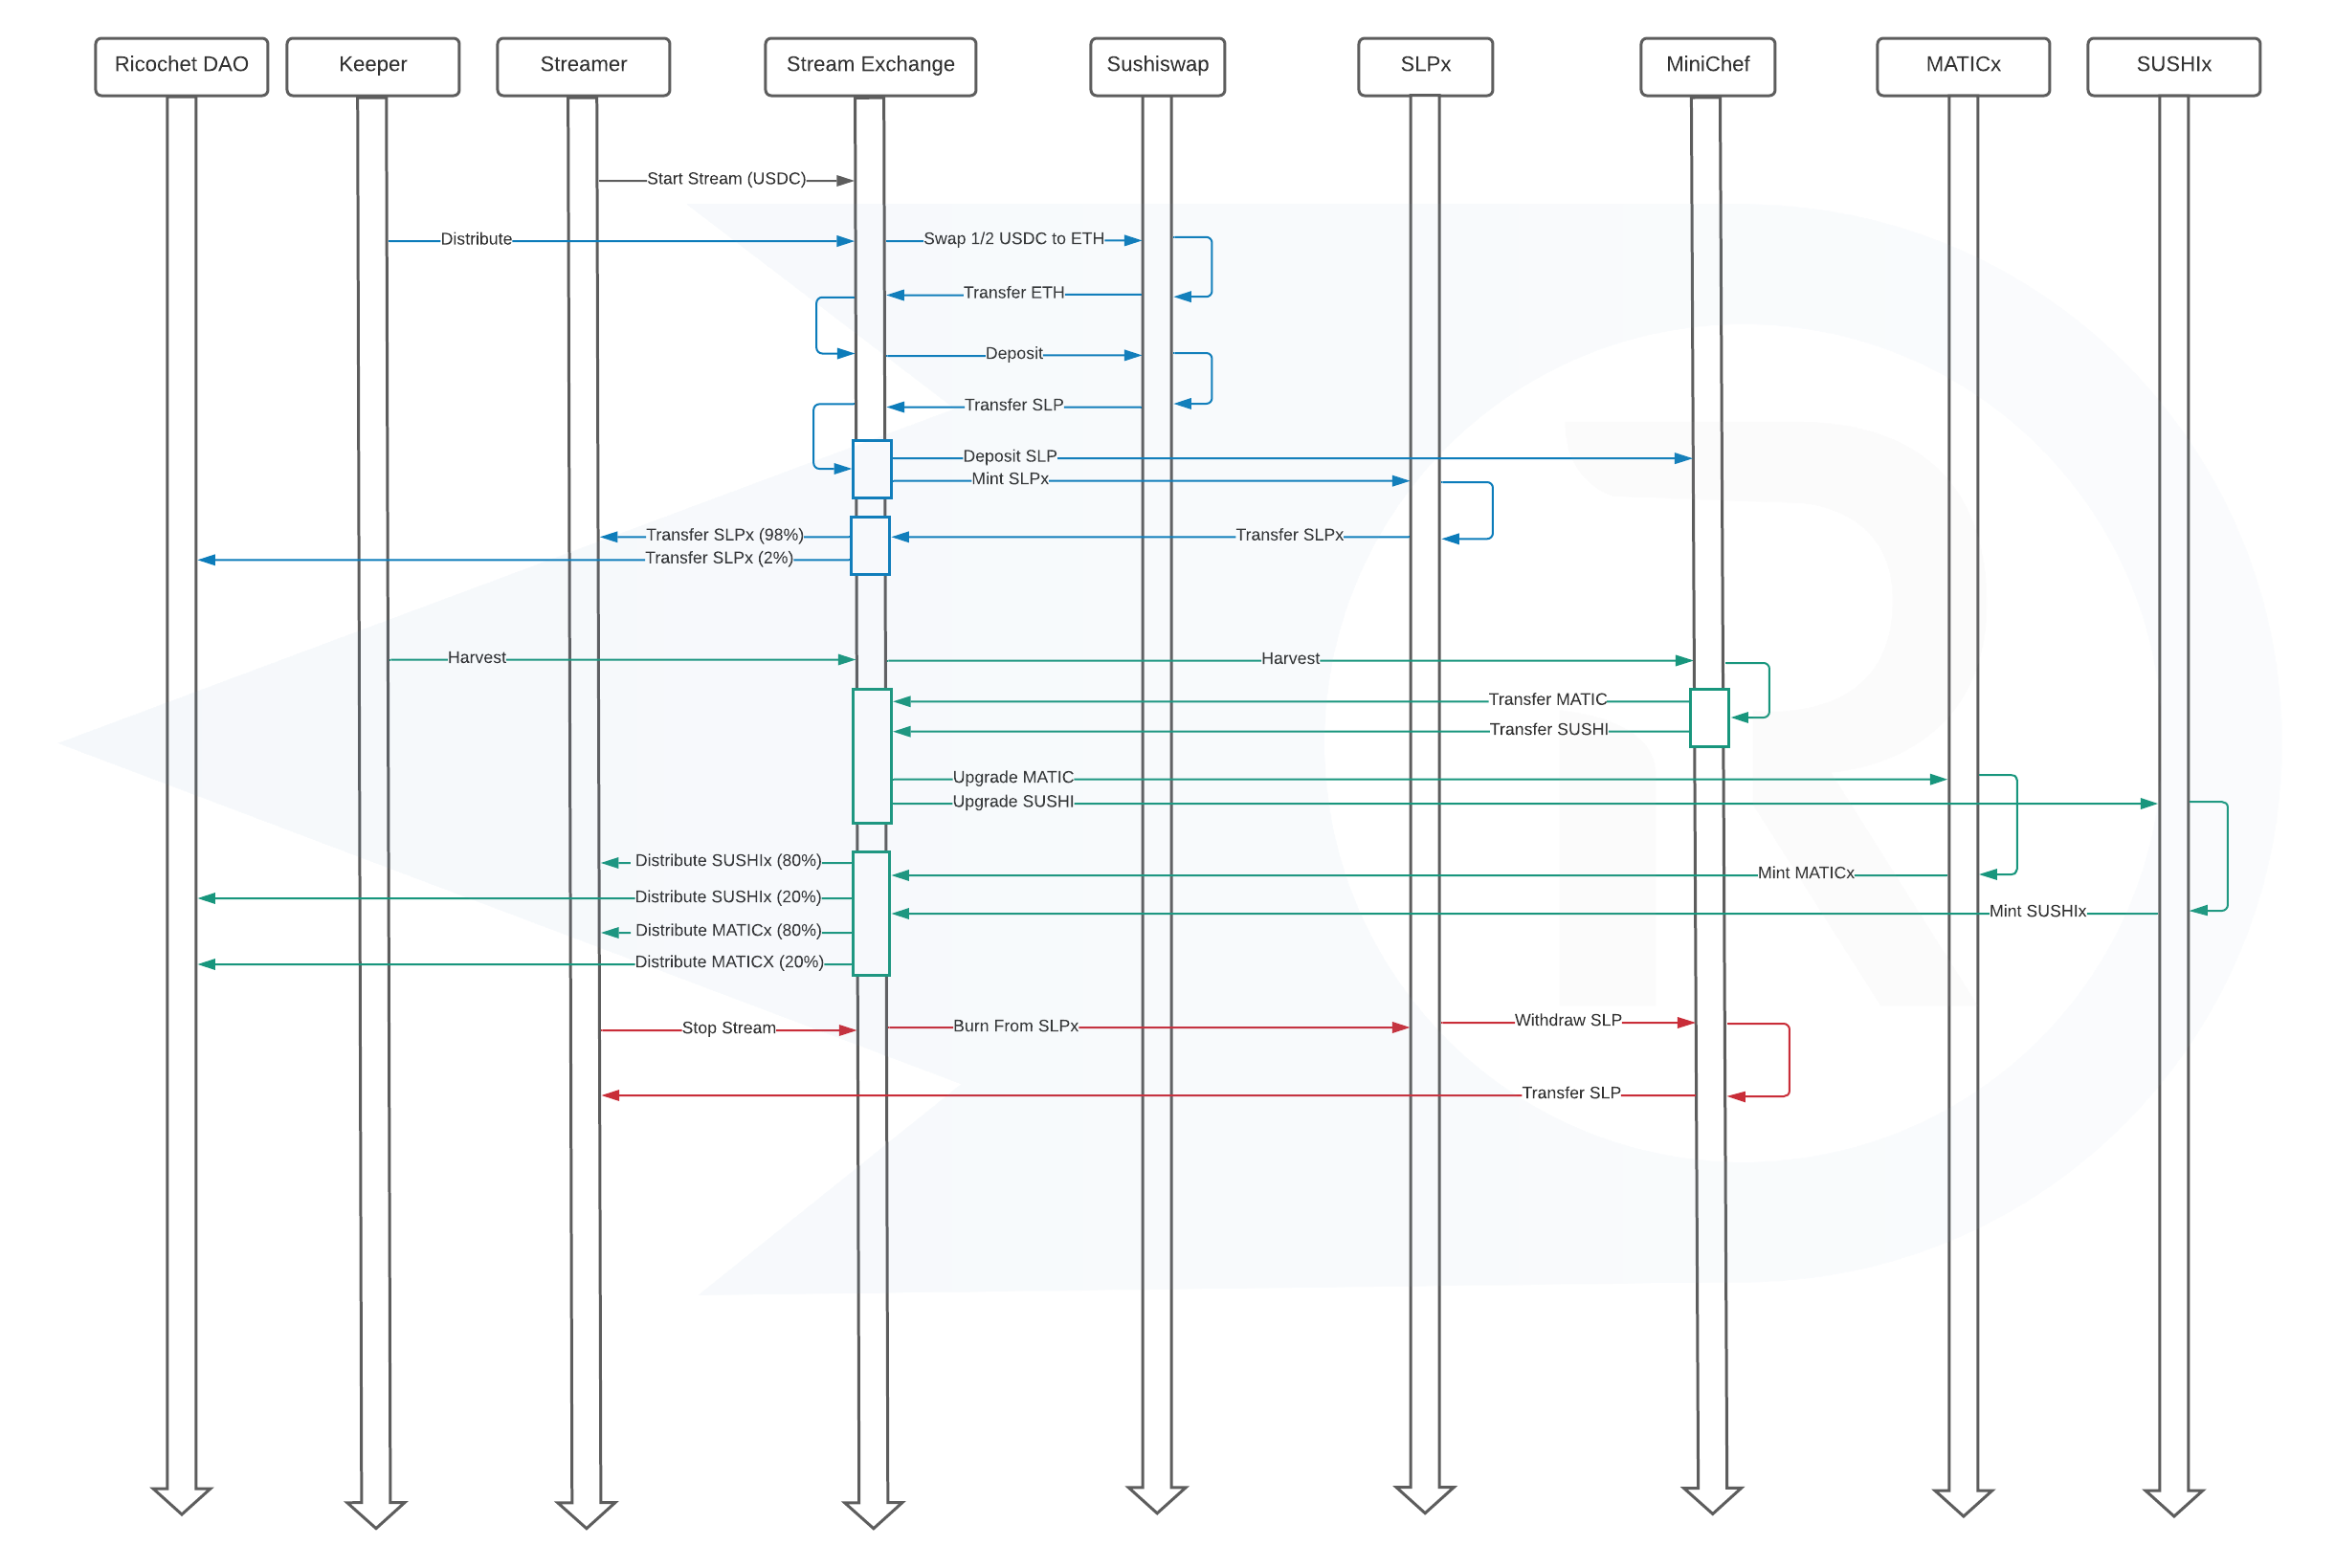 Ricochet DAO
Keeper
Streamer
Stream Exchange
Sushiswap
SLPx
MiniChef
MATICx
SUSHIx
Start Stream (USDC)
Distribute
Swap 1/2 USDC to ETH
Transfer ETH
Deposit
Transfer SLP
Deposit SLP
Mint SLPx
Transfer SLPx (98%)
Transfer SLPx
Transfer SLPx (2%)
Harvest
Harvest
Transfer MATIC
Transfer SUSHI
Upgrade MATIC
Upgrade SUSHI
Distribute SUSHIx (80%)
Mint MATICx
Distribute SUSHIx (20%)
Mint SUSHIx
Distribute MATICx (80%)
Distribute MATICX (20%)
Stop Stream
Burn From SLPx
Withdraw SLP
Transfer SLP